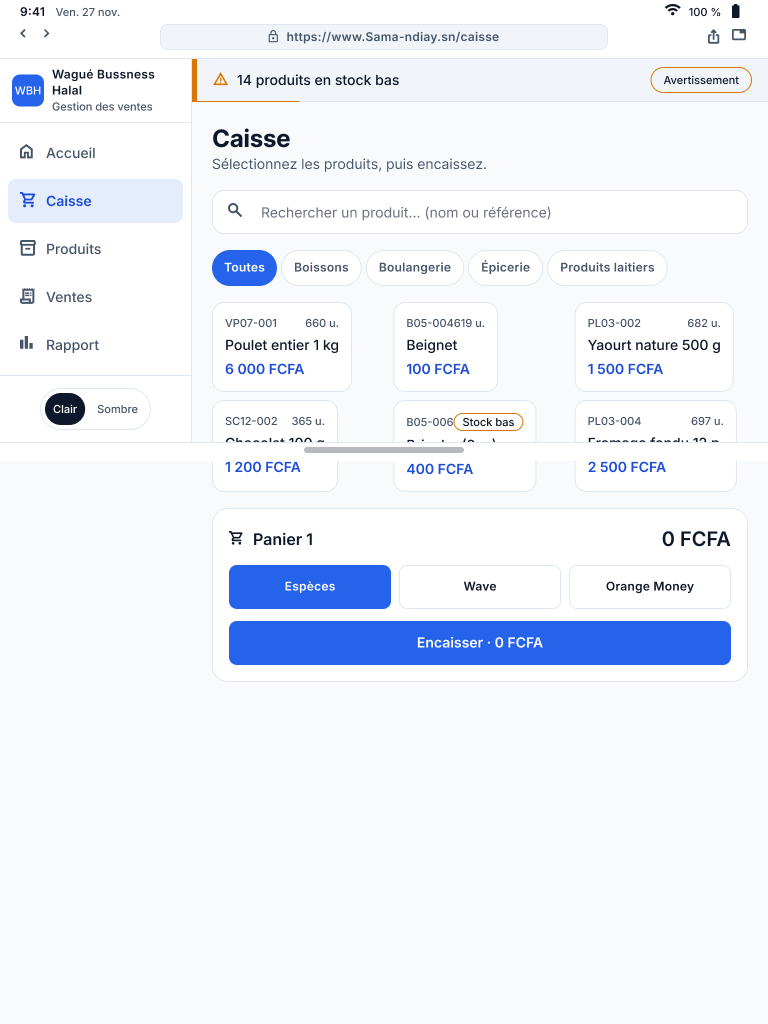 9:41 Ven. 27 nov.
100 %
https://www.Sama-ndiay.sn/caisse
WBH
Wagué Bussness
Halal
Gestion des ventes
Accueil
Caisse
Produits
Ventes
Rapport
Clair
Sombre
14 produits en stock bas
Avertissement
Caisse
Sélectionnez les produits, puis encaissez.
Rechercher un produit... (nom ou référence)
Toutes
Boissons
Boulangerie
Épicerie
Produits laitiers
VP07-001 660 u.
Poulet entier 1 kg
6 000 FCFA
B05-004619 u.
Beignet
100 FCFA
PL03-002 682 u.
Yaourt nature 500 g
1 500 FCFA
SC12-002 365 u.
Chocolat 100 g
1 200 FCFA
B05-006 Stock bas
400 FCFA
PL03-004 697 u.
Fromage fondu 12 p.
2 500 FCFA
Panier 1
0 FCFA
Espèces
Wave
Orange Money
Encaisser · 0 FCFA